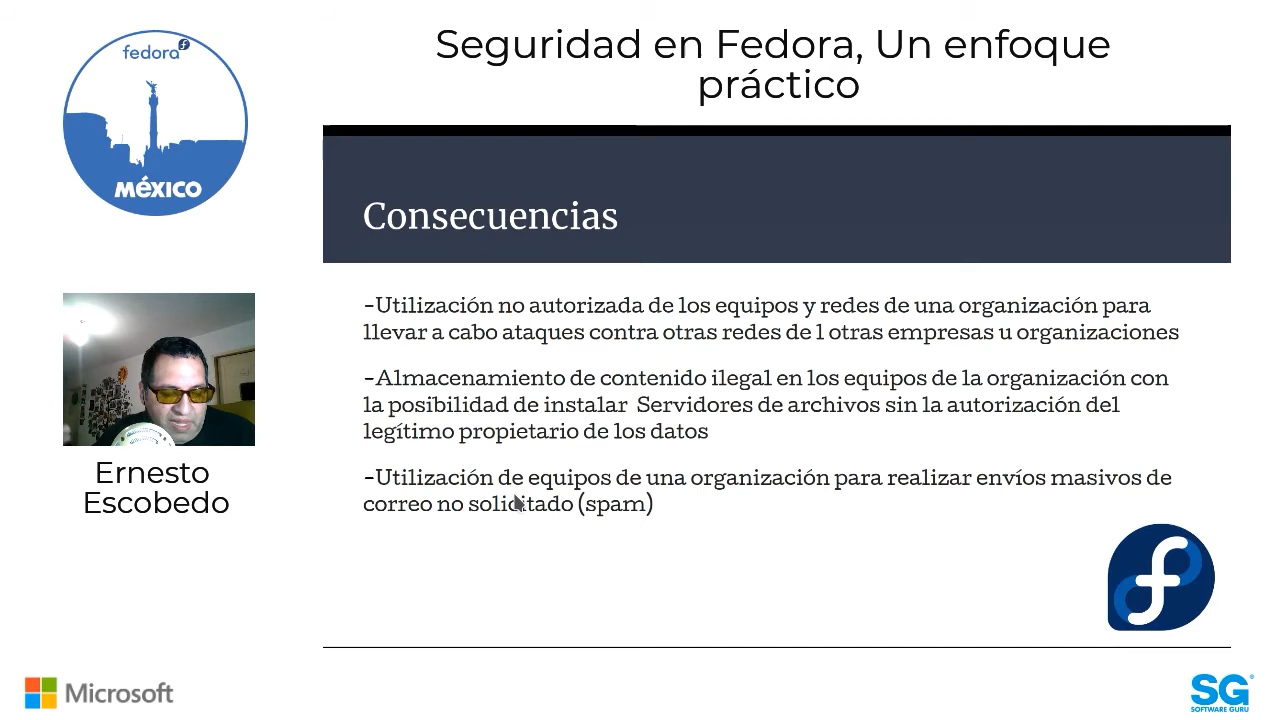 fedora
MéXICO
Seguridad en Fedora, Un enfoque
práctico
Consecuencias
-Utilización no autorizada de los equipos y redes de una organización para
llevar a cabo ataques contra otras redes de l otras empresas u organizaciones
-Almacenamiento de contenido ilegal en los equipos de la organización con
la posibilidad de instalar Servidores de archivos sin la autorización del
legítimo propietario de los datos
-Utilización de equipos de una organización para realizar envíos masivos de
correo no solicitado (spam)
Ernesto
Escobedo
Microsoft
SG
SOFTWARE GURU